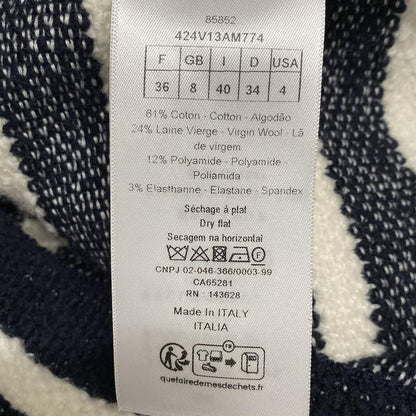 85852
424V13AM774
F GB I D USA
36 8 40 34 4
61% Coton - Cotton - Algodão
24% Laine Vierge - Virgin Wool - Lã
de virgem
12% Polyamide - Polyamide -
Poliamida
3% Elasthanne - Elastane - Spandex
Séchage à plat
Dry flat
Secagem na horizontal
CNPJ 02-046-366/0003-99
CA65281
RN : 143628
Made In ITALY
ITALIA
FR
quefairedemesdechets.fr